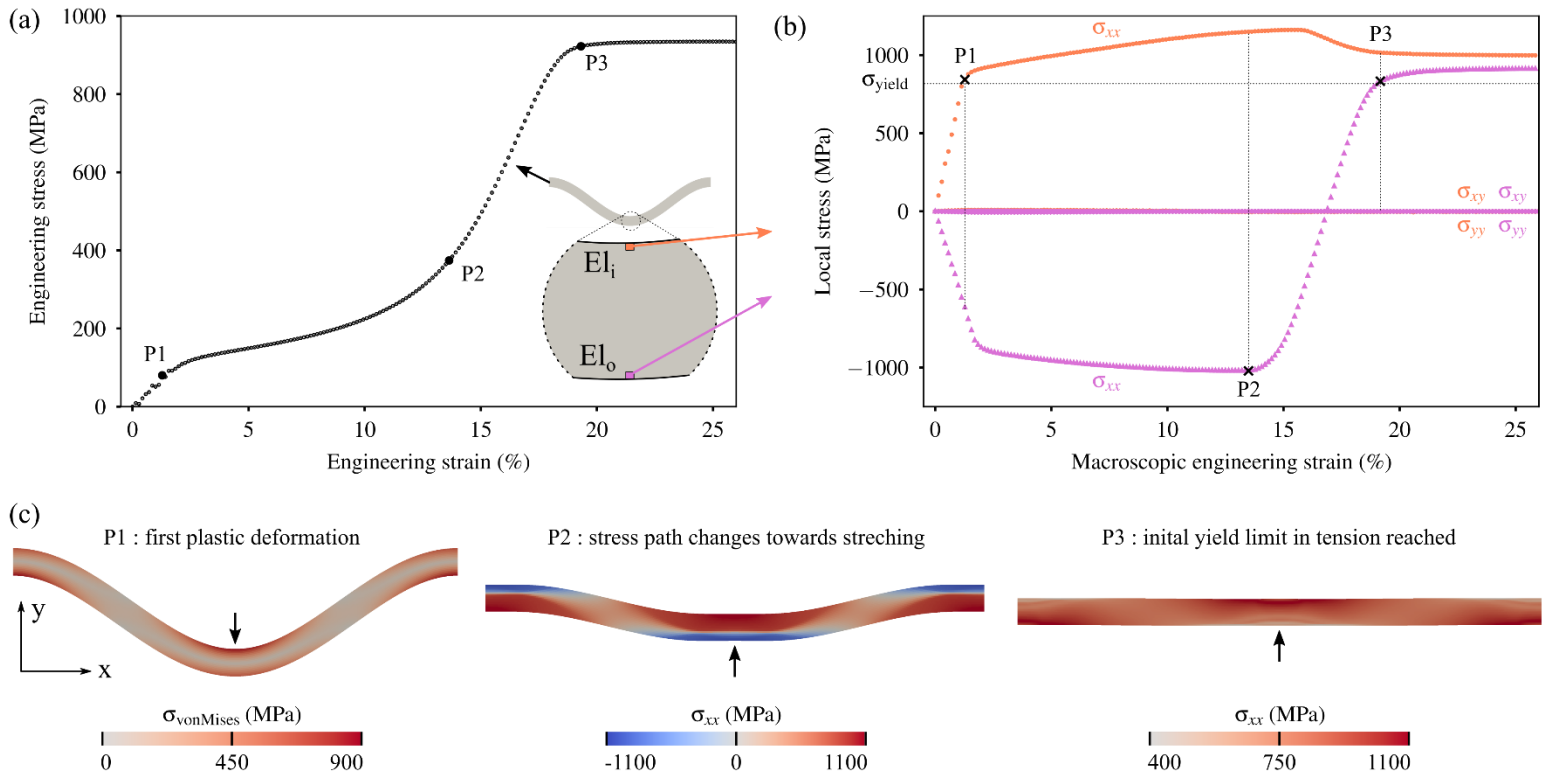 (a)
1000
800
600
400
200
0
Engineering stress (MPa)
P1
P2
P3
El_i
El_o
0
5
10
15
20
25
Engineering strain (%)
(b)
1000
σ_yield
500
0
−500
−1000
Local stress (MPa)
P1
σ_xx
P3
σ_xy σ_xy
σ_yy σ_yy
σ_xx
P2
0
5
10
15
20
25
Macroscopic engineering strain (%)
(c)
P1 : first plastic deformation
P2 : stress path changes towards streching
P3 : inital yield limit in tension reached
y
x
σ_vonMises (MPa)
0 450 900
σ_xx (MPa)
-1100 0 1100
σ_xx (MPa)
400 750 1100